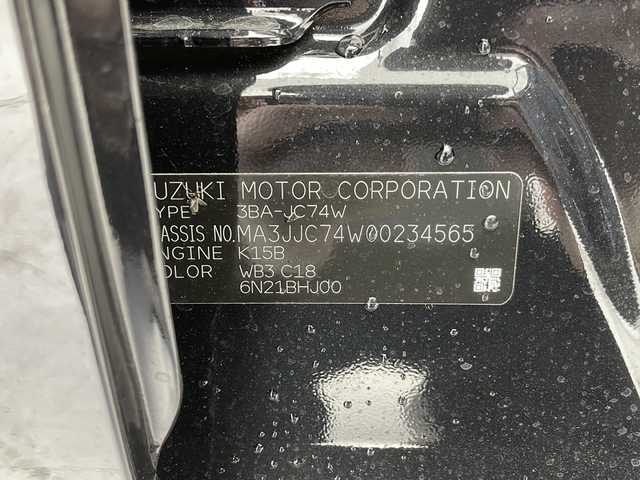 UZUKI MOTOR CORPORATION
YPE 3BA-JC74W
ASSIS NO. MA3JJC74W00234565
NGINE K15B
OLOR WB3 C18
6N21BHJ00